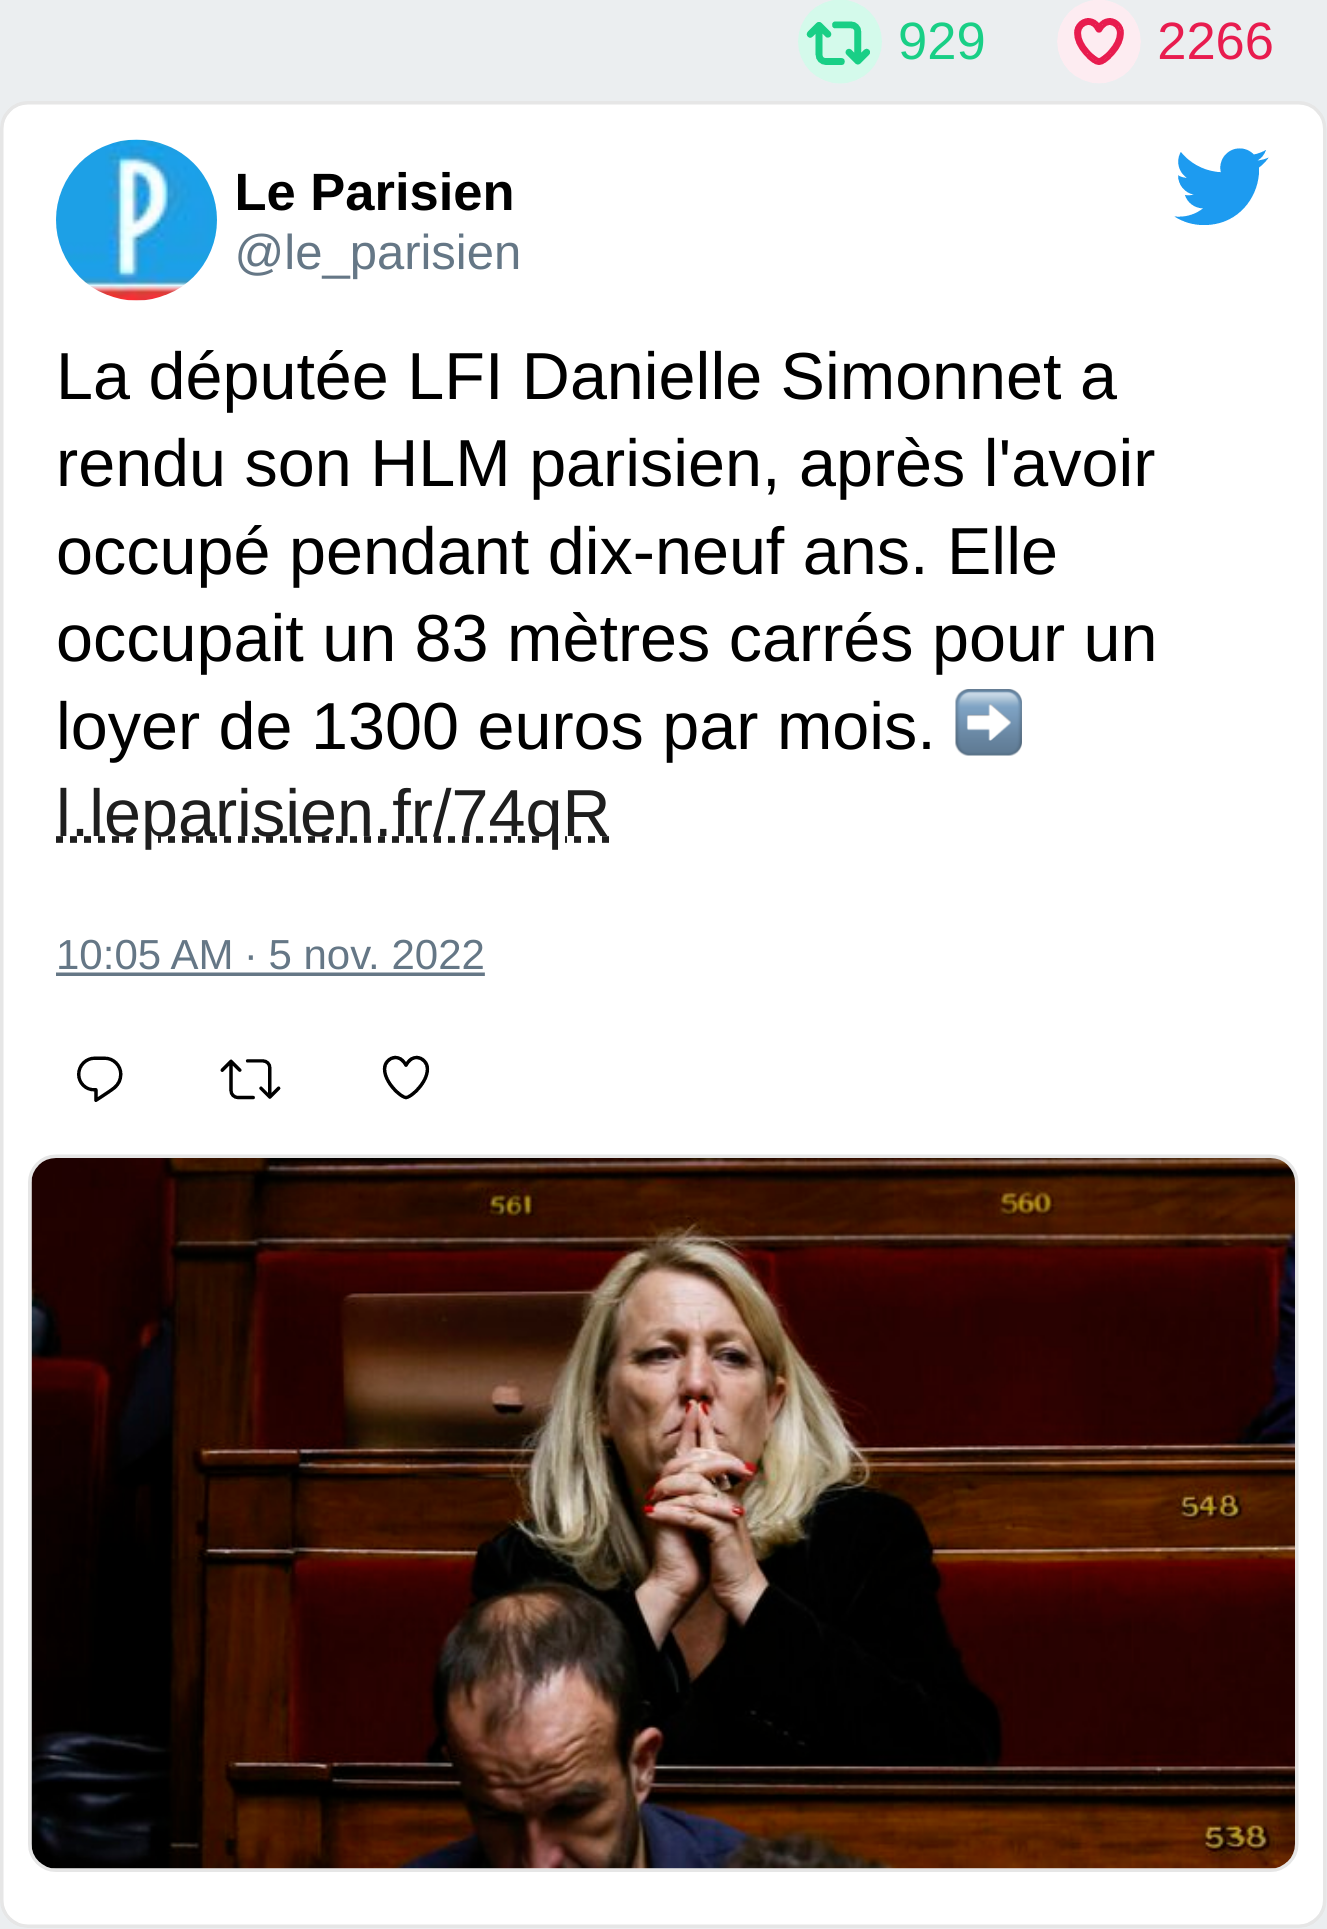 929 2266
Le Parisien
@le_parisien
La députée LFI Danielle Simonnet a
rendu son HLM parisien, après l'avoir
occupé pendant dix-neuf ans. Elle
occupait un 83 mètres carrés pour un
loyer de 1300 euros par mois. ➡️
l.leparisien.fr/74qR
10:05 AM · 5 nov. 2022
561 560
548
538